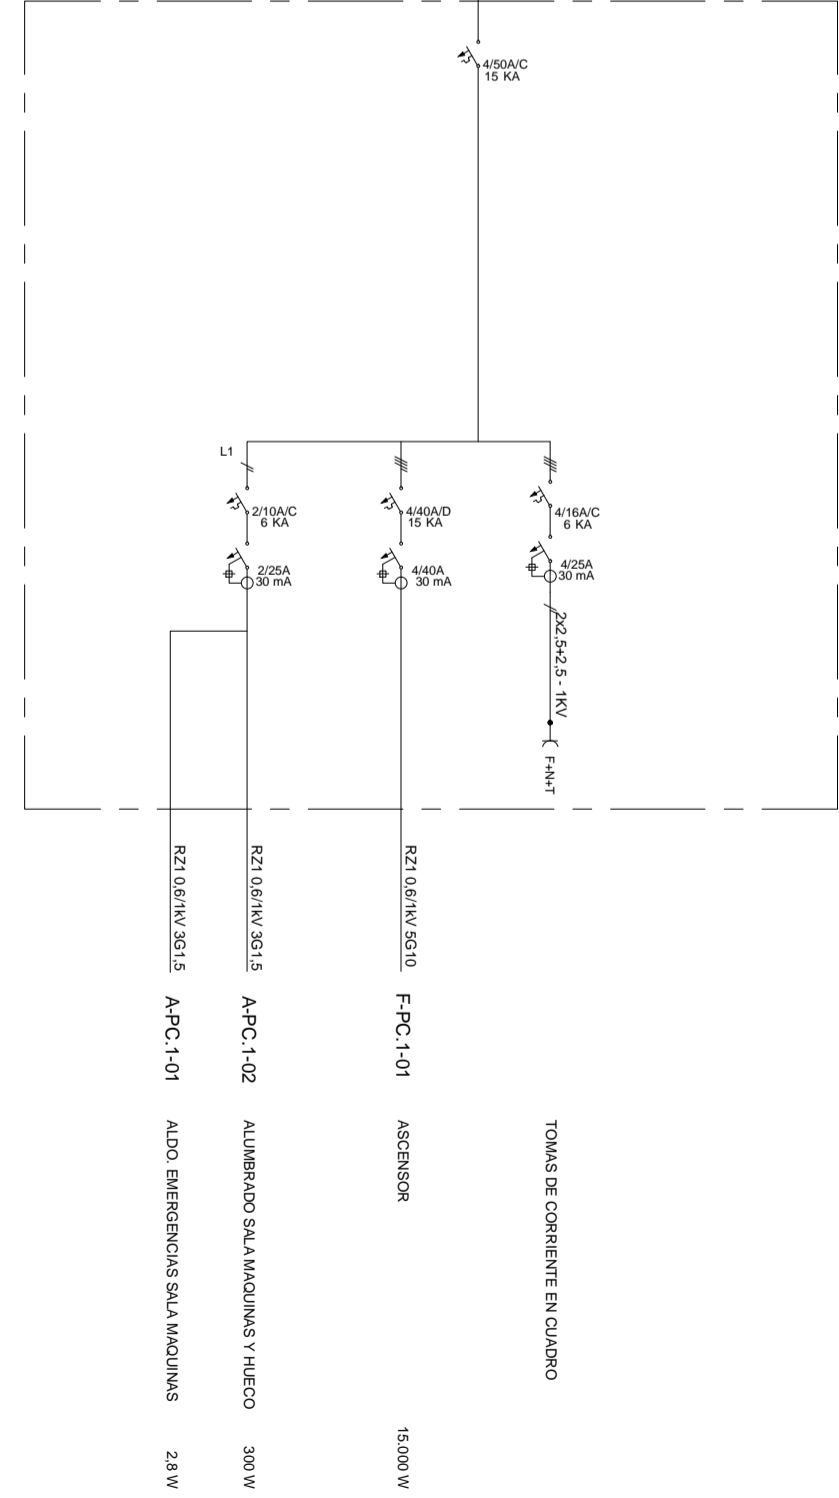 4/50A/C
15 KA
L1
2/10A/C
6 KA
2/25A
30 mA
4/40A/D
15 KA
4/40A
30 mA
4/16A/C
6 KA
4/25A
30 mA
2x2,5+2,5 - 1KV
F+N+T
RZ1 0,6/1kV 3G1,5
A-PC.1-01
ALDO. EMERGENCIAS SALA MAQUINAS
2,8 W
RZ1 0,6/1kV 3G1,5
A-PC.1-02
ALUMBRADO SALA MAQUINAS Y HUECO
300 W
RZ1 0,6/1kV 5G10
F-PC.1-01
ASCENSOR
15.000 W
TOMAS DE CORRIENTE EN CUADRO